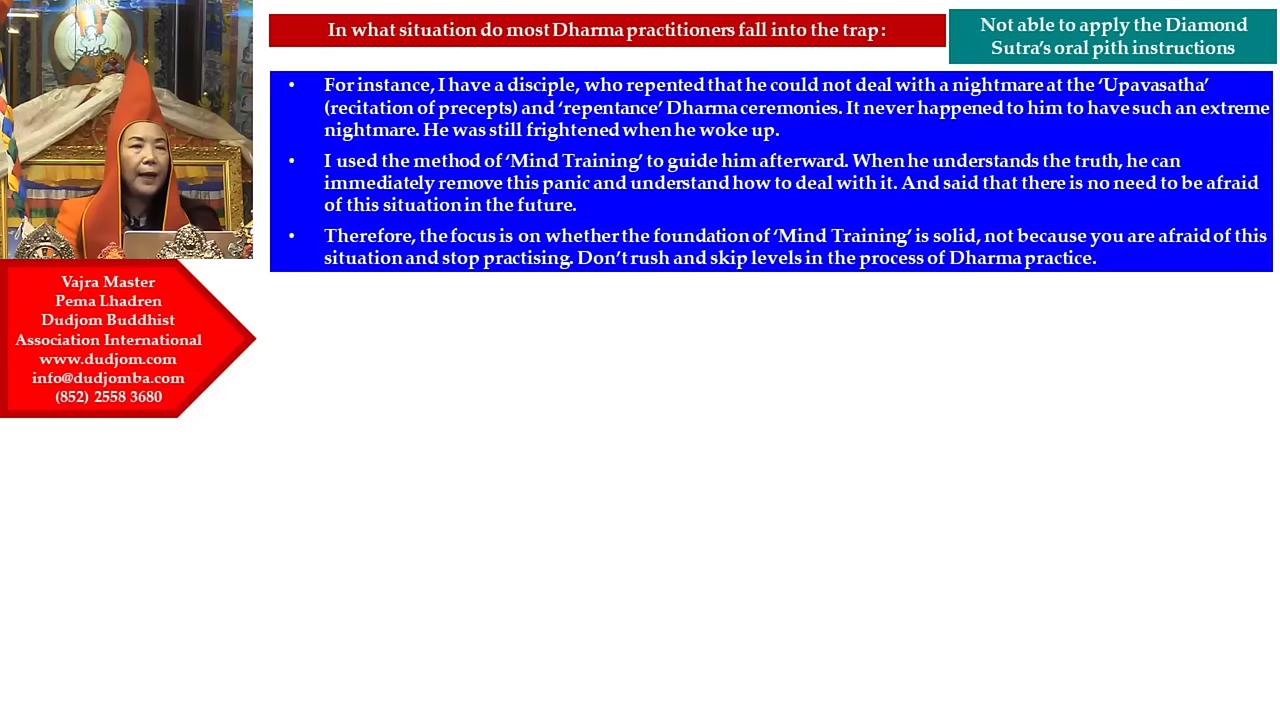 In what situation do most Dharma practitioners fall into the trap:
Not able to apply the Diamond
Sutra's oral pith instructions
• For instance, I have a disciple, who repented that he could not deal with a nightmare at the 'Upavasatha'
(recitation of precepts) and 'repentance' Dharma ceremonies. It never happened to him to have such an extreme
nightmare. He was still frightened when he woke up.
• I used the method of 'Mind Training' to guide him afterward. When he understands the truth, he can
immediately remove this panic and understand how to deal with it. And said that there is no need to be afraid
of this situation in the future.
• Therefore, the focus is on whether the foundation of 'Mind Training' is solid, not because you are afraid of this
situation and stop practising. Don't rush and skip levels in the process of Dharma practice.
Vajra Master
Pema Lhadren
Dudjom Buddhist
Association International
www.dudjom.com
info@dudjomba.com
(852) 2558 3680